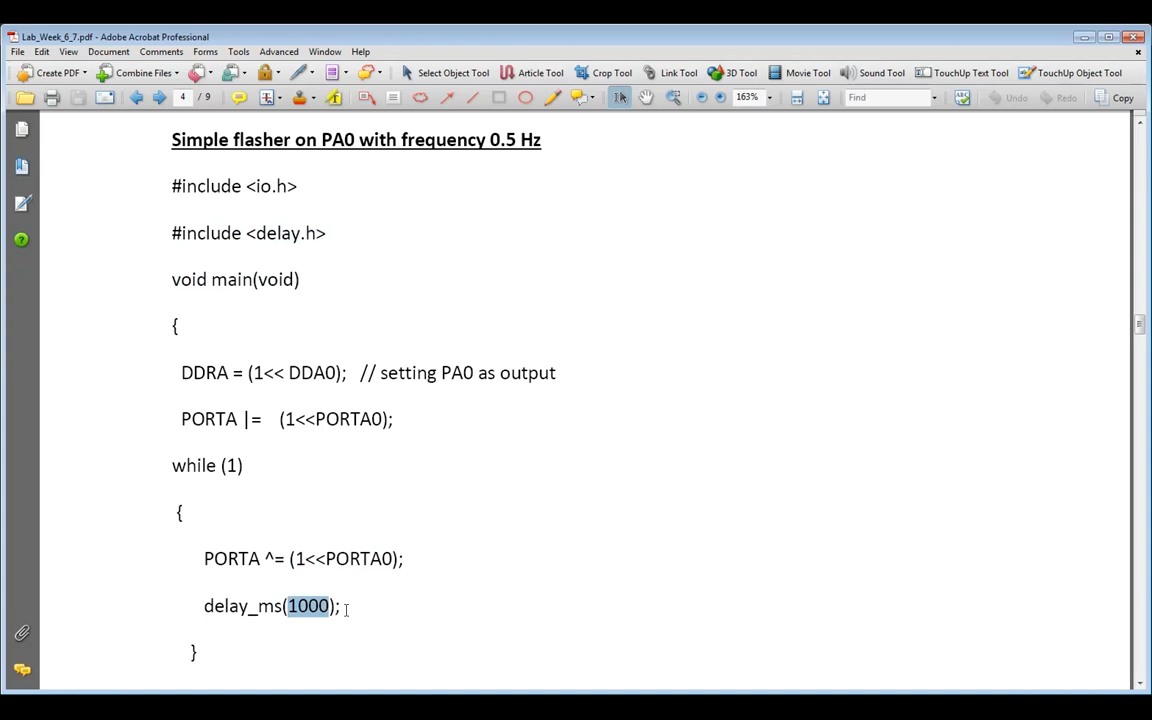 Lab_Week_6_7.pdf - Adobe Acrobat Professional
File Edit View Document Comments Forms Tools Advanced Window Help
Create PDF Combine Files Select Object Tool Article Tool Crop Tool Link Tool 3D Tool Movie Tool Sound Tool TouchUp Text Tool TouchUp Object Tool
4 / 9 163% Find Undo Redo Copy
Simple flasher on PA0 with frequency 0.5 Hz
#include <io.h>
#include <delay.h>
void main(void)
{
DDRA = (1<< DDA0); // setting PA0 as output
PORTA |= (1<<PORTA0);
while (1)
{
PORTA ^= (1<<PORTA0);
delay_ms(1000);
}